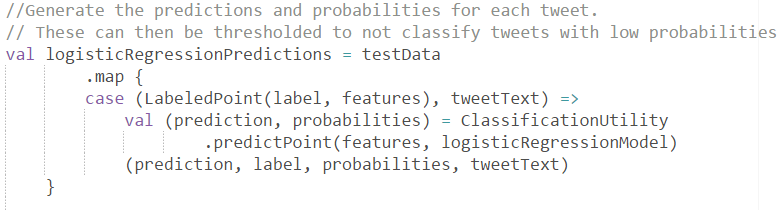 //Generate the predictions and probabilities for each tweet.
// These can then be thresholded to not classify tweets with low probabilities
val logisticRegressionPredictions = testData
        .map {
        case (LabeledPoint(label, features), tweetText) =>
            val (prediction, probabilities) = ClassificationUtility
                    .predictPoint(features, logisticRegressionModel)
            (prediction, label, probabilities, tweetText)
    }